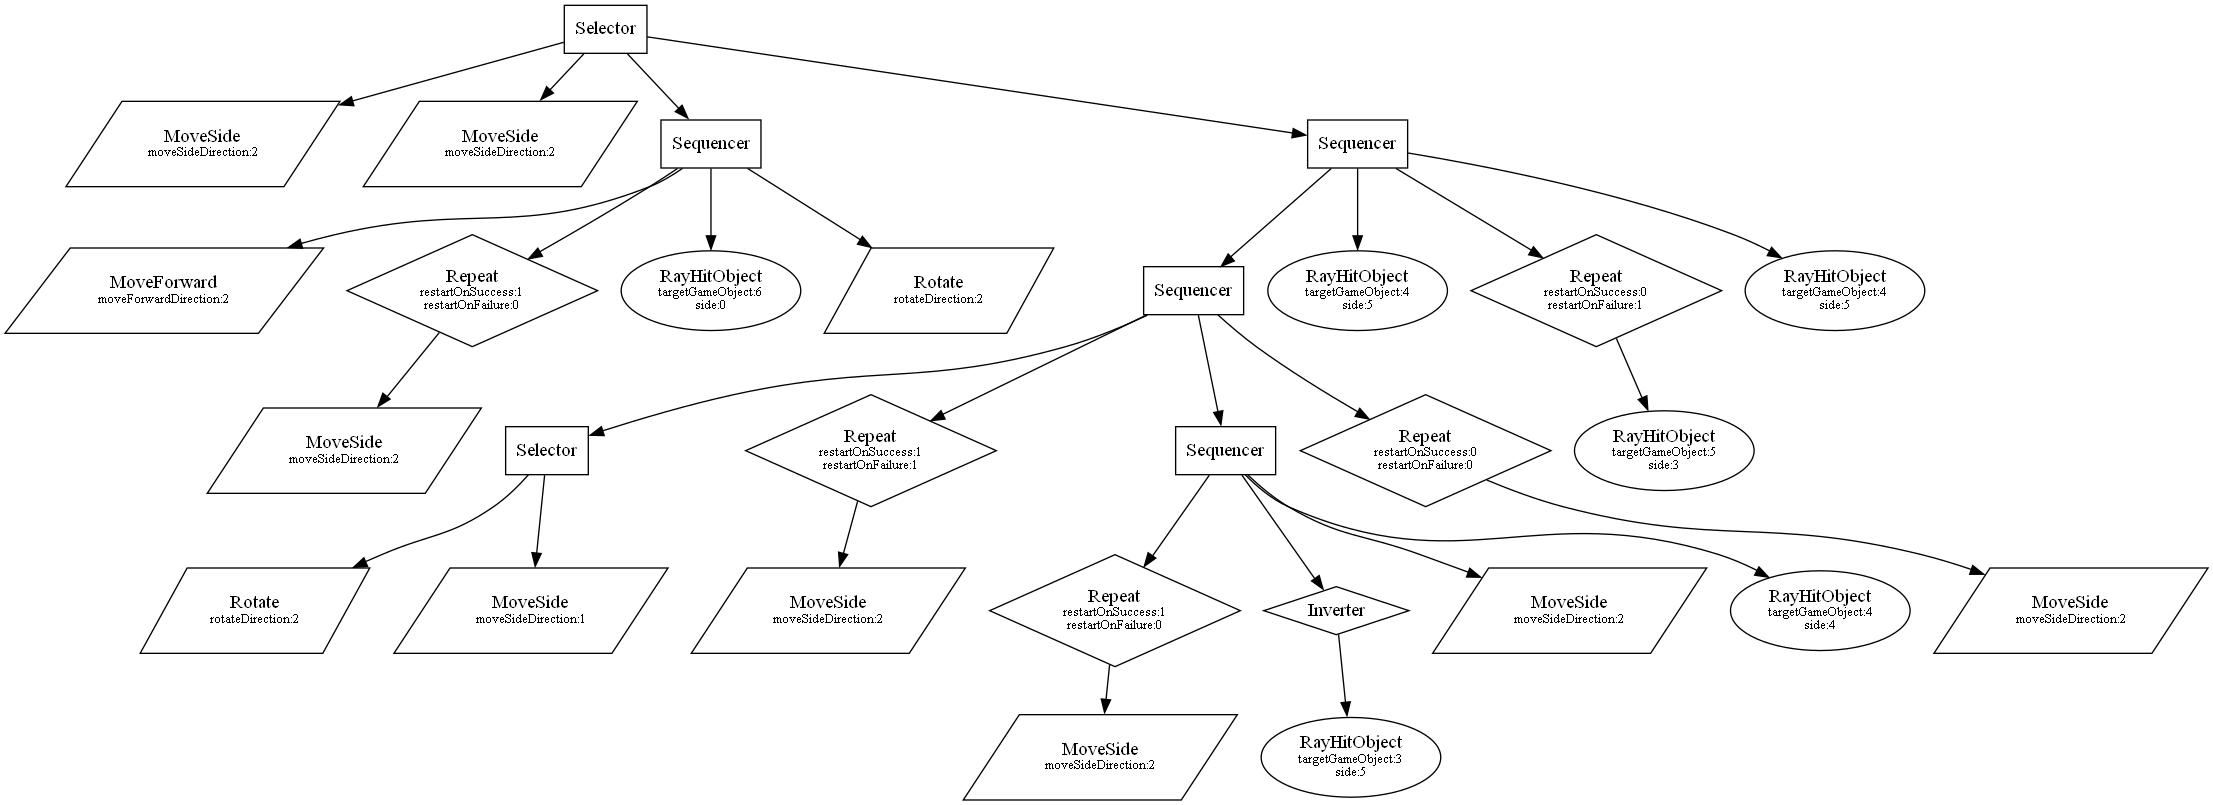 Selector
MoveSide
moveSideDirection:2
MoveSide
moveSideDirection:2
Sequencer
Sequencer
MoveForward
moveForwardDirection:2
Repeat
restartOnSuccess:1
restartOnFailure:0
RayHitObject
targetGameObject:6
side:0
Rotate
rotateDirection:2
Sequencer
RayHitObject
targetGameObject:4
side:5
Repeat
restartOnSuccess:0
restartOnFailure:1
RayHitObject
targetGameObject:4
side:5
MoveSide
moveSideDirection:2
Selector
Repeat
restartOnSuccess:1
restartOnFailure:1
Sequencer
Repeat
restartOnSuccess:0
restartOnFailure:0
RayHitObject
targetGameObject:5
side:3
Rotate
rotateDirection:2
MoveSide
moveSideDirection:1
MoveSide
moveSideDirection:2
Repeat
restartOnSuccess:1
restartOnFailure:0
Inverter
MoveSide
moveSideDirection:2
RayHitObject
targetGameObject:4
side:4
MoveSide
moveSideDirection:2
MoveSide
moveSideDirection:2
RayHitObject
targetGameObject:3
side:5